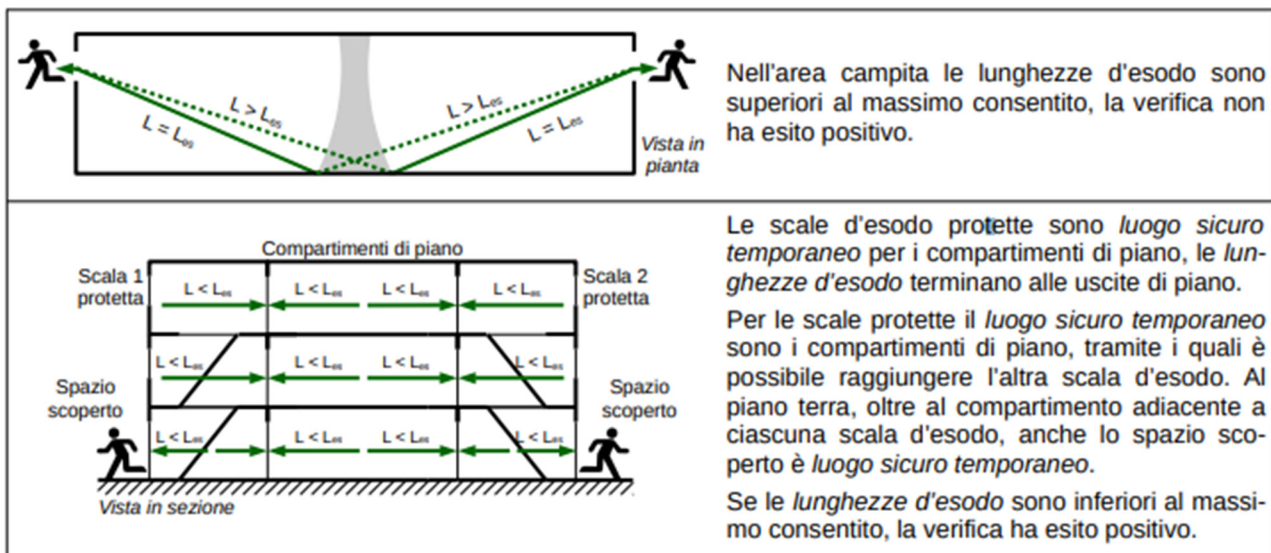 L > Les
L > Les
L = Les
L = Les
Vista in
pianta
Nell'area campita le lunghezze d'esodo sono
superiori al massimo consentito, la verifica non
ha esito positivo.
Compartimenti di piano
Scala 1
protetta
L < Les
L < Les
L < Les
L < Les
Scala 2
protetta
L < Les
L < Les
L < Les
L < Les
Spazio
scoperto
L < Les
L < Les
L < Les
L < Les
Spazio
scoperto
Vista in sezione
Le scale d'esodo protette sono luogo sicuro
temporaneo per i compartimenti di piano, le lun-
ghezze d'esodo terminano alle uscite di piano.
Per le scale protette il luogo sicuro temporaneo
sono i compartimenti di piano, tramite i quali è
possibile raggiungere l'altra scala d'esodo. Al
piano terra, oltre al compartimento adiacente a
ciascuna scala d'esodo, anche lo spazio sco-
perto è luogo sicuro temporaneo.
Se le lunghezze d'esodo sono inferiori al massi-
mo consentito, la verifica ha esito positivo.